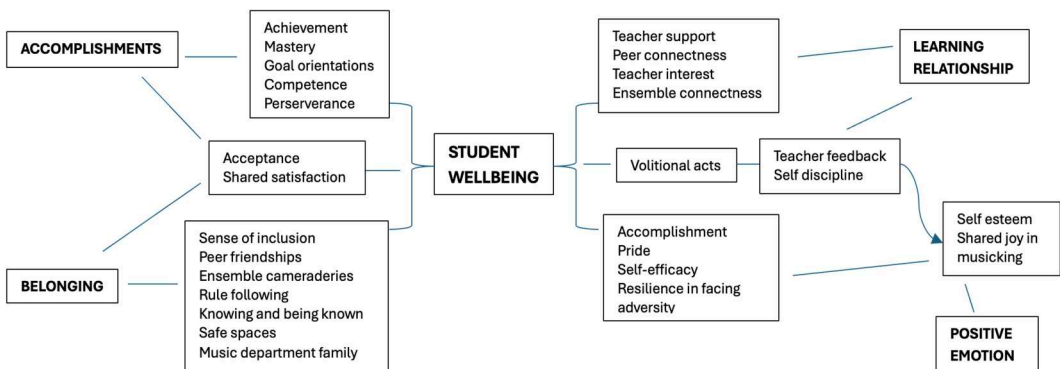 ACCOMPLISHMENTS
Achievement
Mastery
Goal orientations
Competence
Perserverance
Acceptance
Shared satisfaction
BELONGING
Sense of inclusion
Peer friendships
Ensemble cameraderies
Rule following
Knowing and being known
Safe spaces
Music department family
STUDENT
WELLBEING
Teacher support
Peer connectness
Teacher interest
Ensemble connectness
LEARNING
RELATIONSHIP
Volitional acts
Teacher feedback
Self discipline
Accomplishment
Pride
Self-efficacy
Resilience in facing
adversity
Self esteem
Shared joy in
musicking
POSITIVE
EMOTION